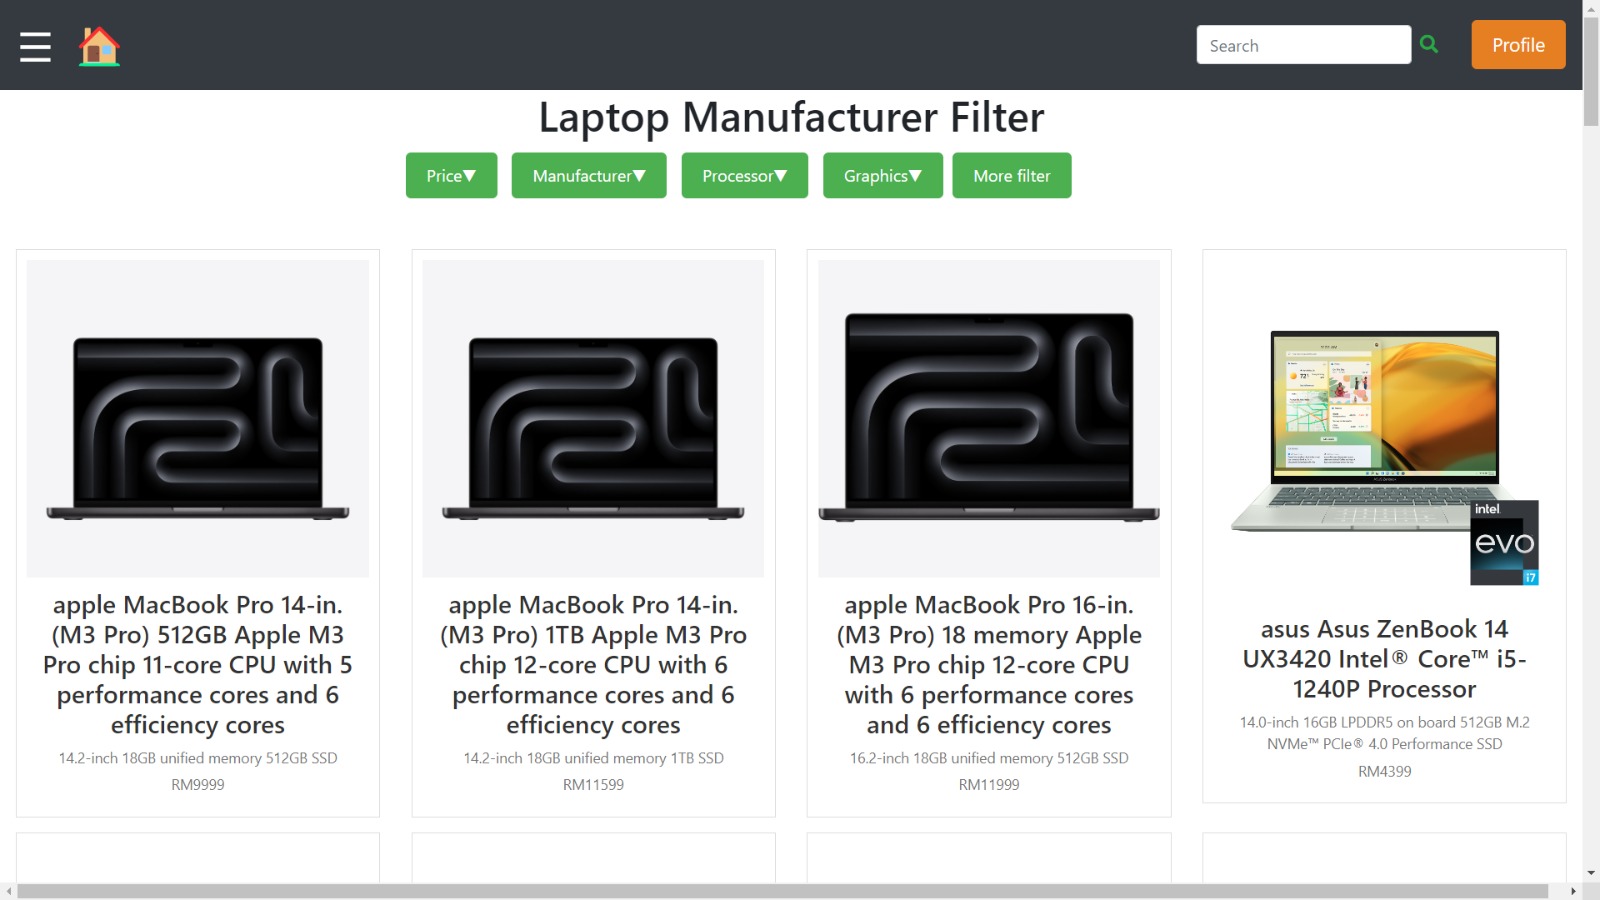 Search
Profile
Laptop Manufacturer Filter
Price▼
Manufacturer▼
Processor▼
Graphics▼
More filter
apple MacBook Pro 14-in.
(M3 Pro) 512GB Apple M3
Pro chip 11-core CPU with 5
performance cores and 6
efficiency cores
14.2-inch 18GB unified memory 512GB SSD
RM9999
apple MacBook Pro 14-in.
(M3 Pro) 1TB Apple M3 Pro
chip 12-core CPU with 6
performance cores and 6
efficiency cores
14.2-inch 18GB unified memory 1TB SSD
RM11599
apple MacBook Pro 16-in.
(M3 Pro) 18 memory Apple
M3 Pro chip 12-core CPU
with 6 performance cores
and 6 efficiency cores
16.2-inch 18GB unified memory 512GB SSD
RM11999
intel
evo
i7
asus Asus ZenBook 14
UX3420 Intel® Core™ i5-
1240P Processor
14.0-inch 16GB LPDDR5 on board 512GB M.2
NVMe™ PCIe® 4.0 Performance SSD
RM4399